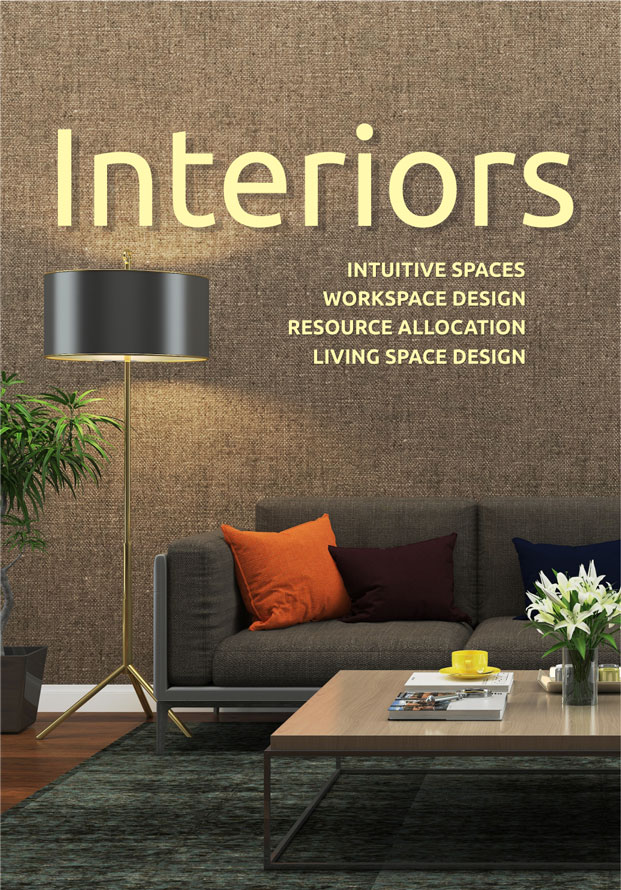 Interiors
INTUITIVE SPACES
WORKSPACE DESIGN
RESOURCE ALLOCATION
LIVING SPACE DESIGN